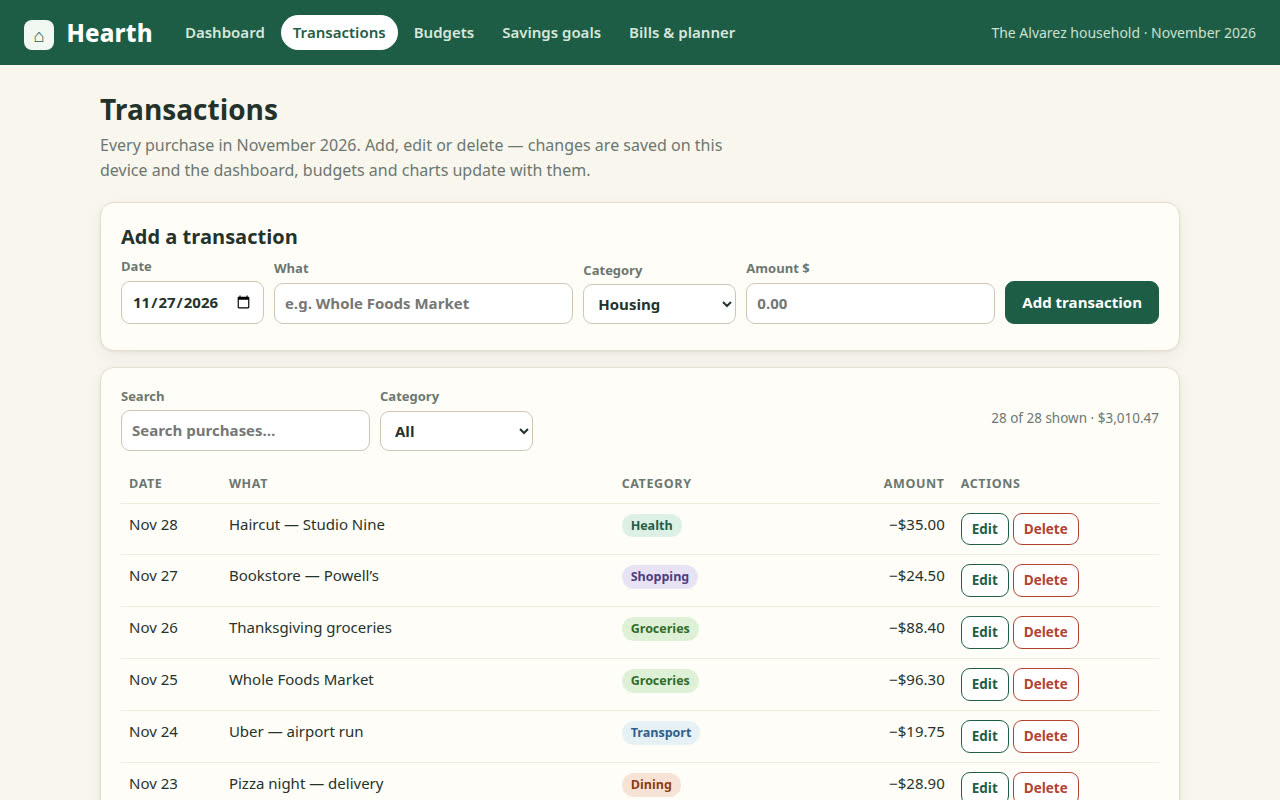 Hearth
Dashboard
Transactions
Budgets
Savings goals
Bills & planner
The Alvarez household · November 2026
Transactions
Every purchase in November 2026. Add, edit or delete — changes are saved on this
device and the dashboard, budgets and charts update with them.
Add a transaction
Date
What
Category
Amount $
11/27/2026
e.g. Whole Foods Market
Housing
0.00
Add transaction
Search
Category
Search purchases...
All
28 of 28 shown · $3,010.47
DATE WHAT CATEGORY AMOUNT ACTIONS
Nov 28 Haircut — Studio Nine Health −$35.00 Edit Delete
Nov 27 Bookstore — Powell’s Shopping −$24.50 Edit Delete
Nov 26 Thanksgiving groceries Groceries −$88.40 Edit Delete
Nov 25 Whole Foods Market Groceries −$96.30 Edit Delete
Nov 24 Uber — airport run Transport −$19.75 Edit Delete
Nov 23 Pizza night — delivery Dining −$28.90 Edit Delete